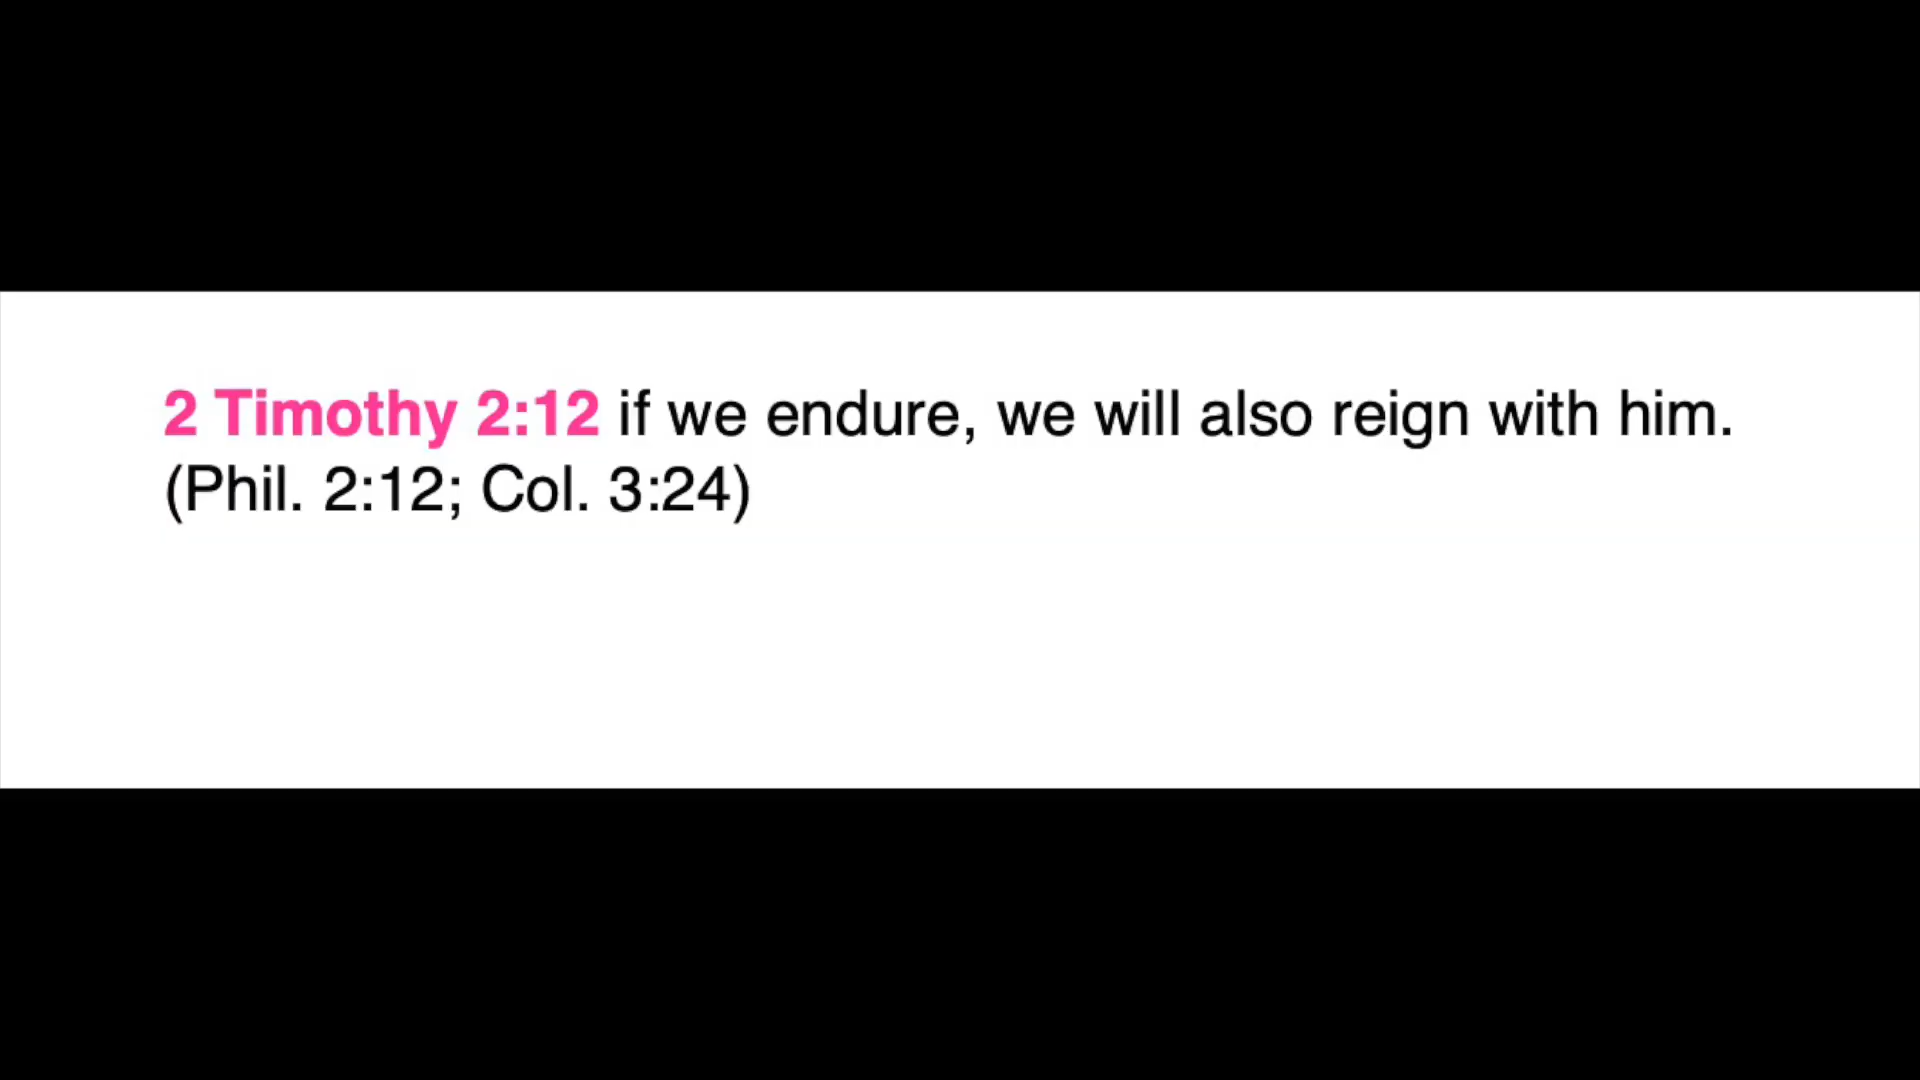 2 Timothy 2:12 if we endure, we will also reign with him.
(Phil. 2:12; Col. 3:24)